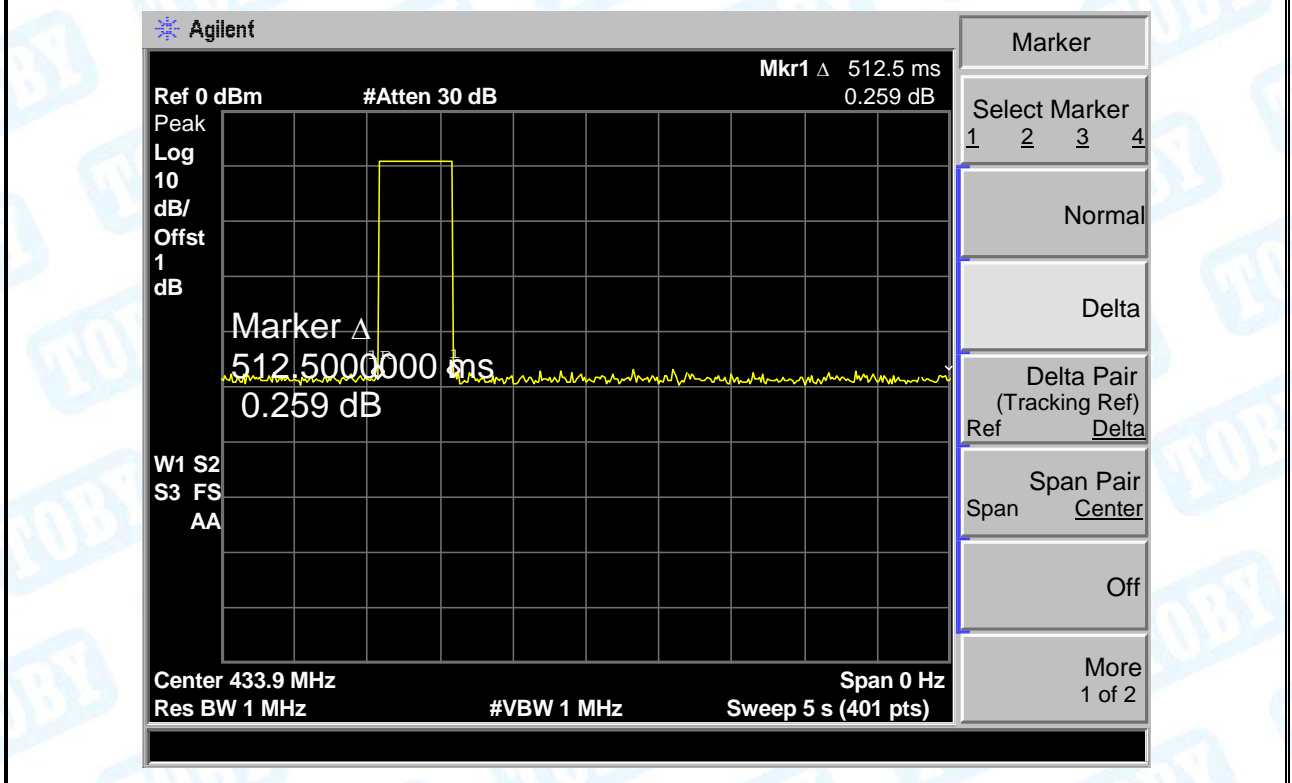 Agilent
Mkr1 Δ 512.5 ms
Ref 0 dBm #Atten 30 dB 0.259 dB
Peak
Log
10
dB/
Offst
1
dB
Marker Δ
512.5000000 ms
0.259 dB
1R
1
W1 S2
S3 FS
AA
Center 433.9 MHz Span 0 Hz
Res BW 1 MHz #VBW 1 MHz Sweep 5 s (401 pts)
Marker
Select Marker
1 2 3 4
Normal
Delta
Delta Pair
(Tracking Ref)
Ref Delta
Span Pair
Span Center
Off
More
1 of 2
TOBY